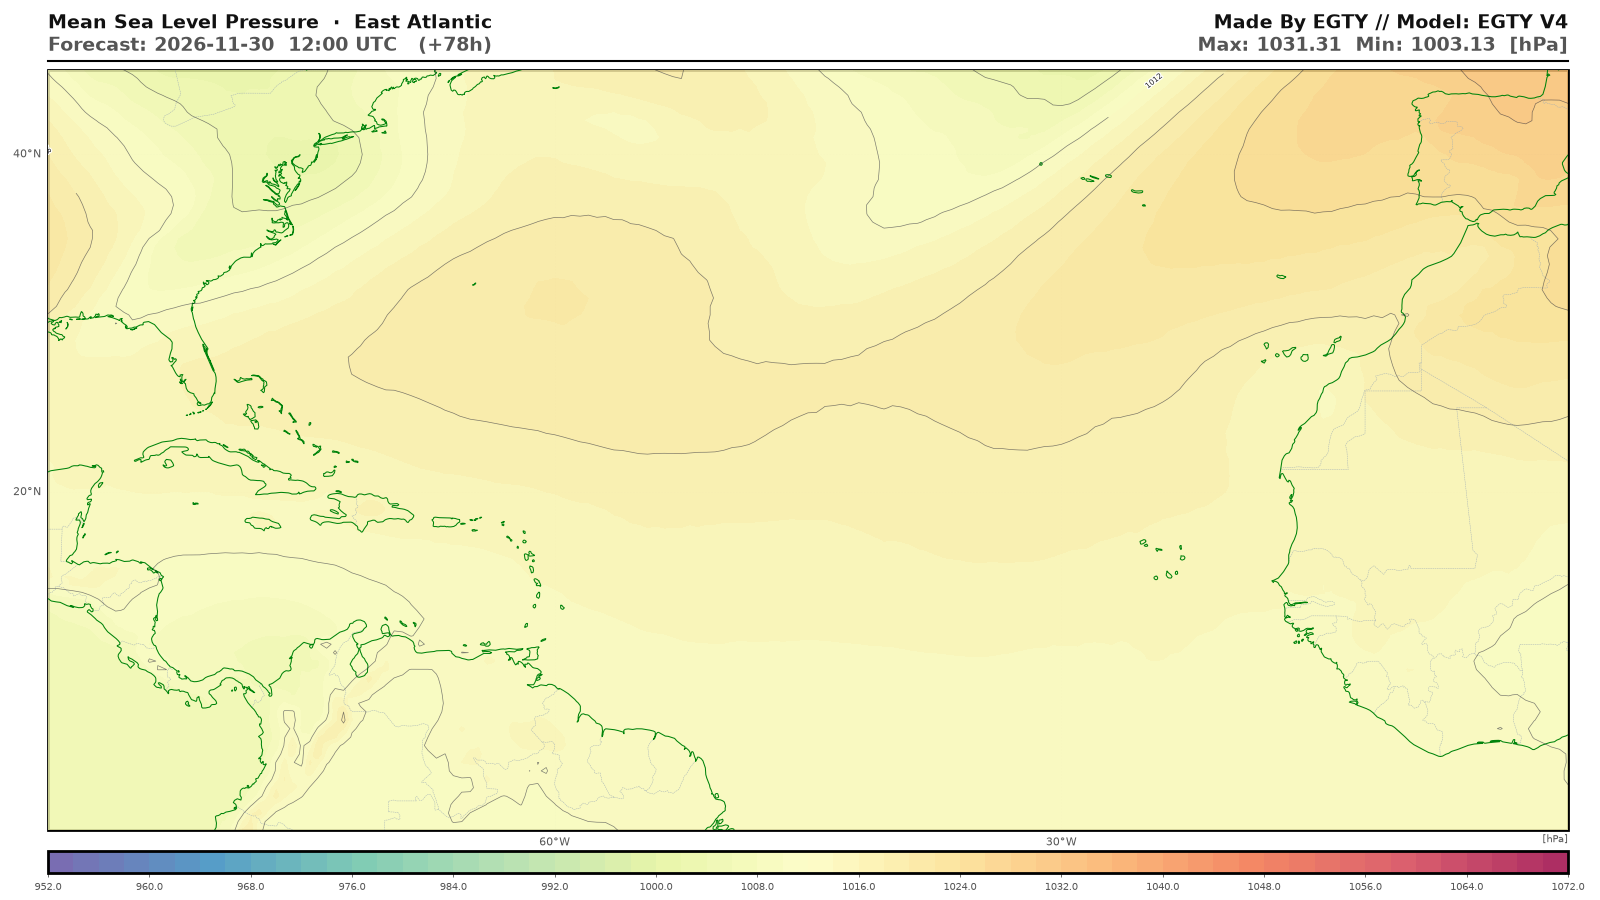 Mean Sea Level Pressure · East Atlantic
Made By EGTY // Model: EGTY V4
Forecast: 2026-11-30 12:00 UTC (+78h)
Max: 1031.31 Min: 1003.13 [hPa]
1012
40°N
20°N
60°W
30°W
[hPa]
952.0 960.0 968.0 976.0 984.0 992.0 1000.0 1008.0 1016.0 1024.0 1032.0 1040.0 1048.0 1056.0 1064.0 1072.0